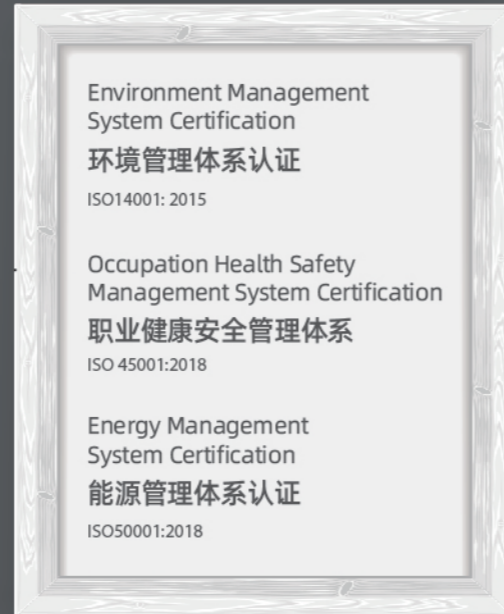 Environment Management
System Certification
环境管理体系认证
ISO14001: 2015
Occupation Health Safety
Management System Certification
职业健康安全管理体系
ISO 45001:2018
Energy Management
System Certification
能源管理体系认证
ISO50001:2018